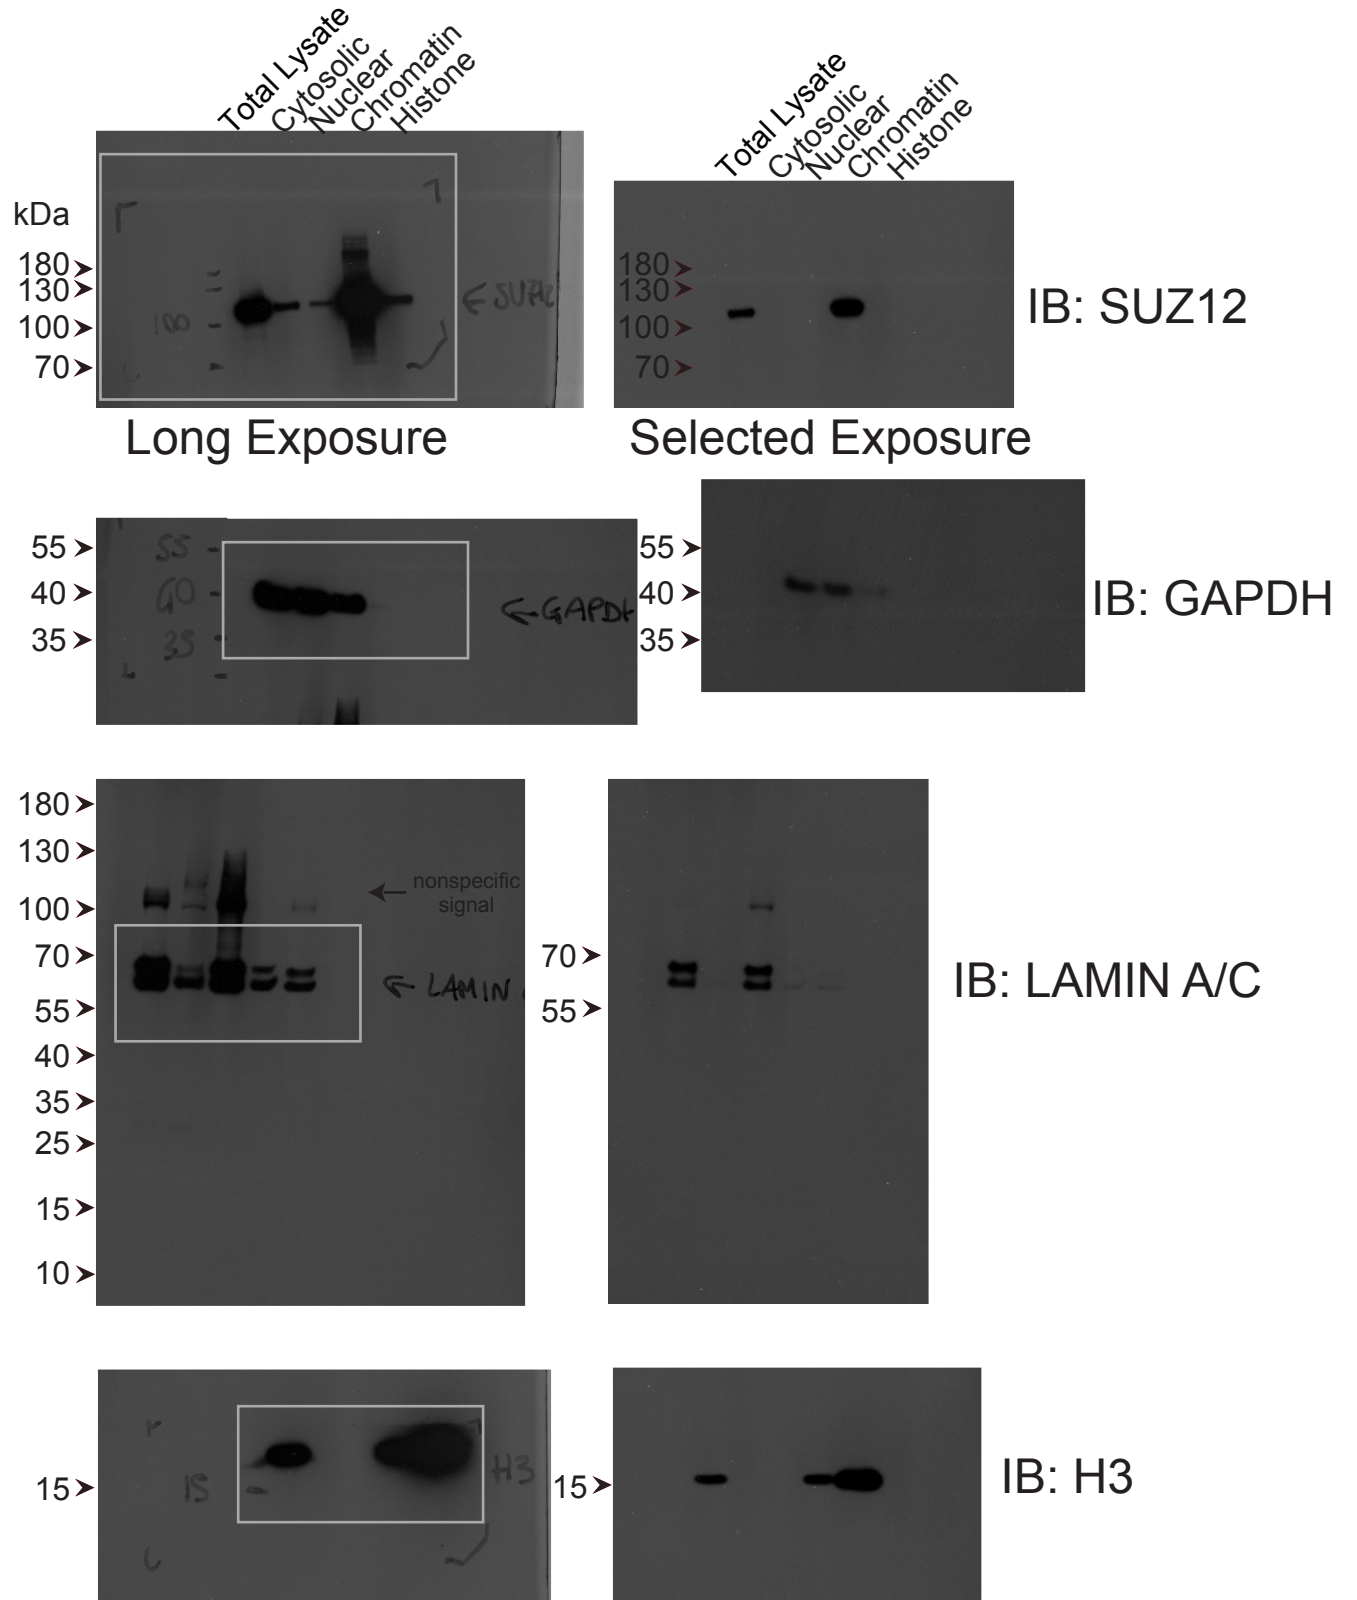 Total Lysate
Cytosolic
Nuclear
Chromatin
Histone
Total Lysate
Cytosolic
Nuclear
Chromatin
Histone
kDa
180
130
100
70
100
← SUZ12
180
130
100
70
IB: SUZ12
Long Exposure
Selected Exposure
55
40
35
55
40
35
← GAPDH
55
40
35
IB: GAPDH
180
130
100
70
55
40
35
25
15
10
nonspecific
signal
← LAMIN
70
55
IB: LAMIN A/C
15
15
H3
15
IB: H3